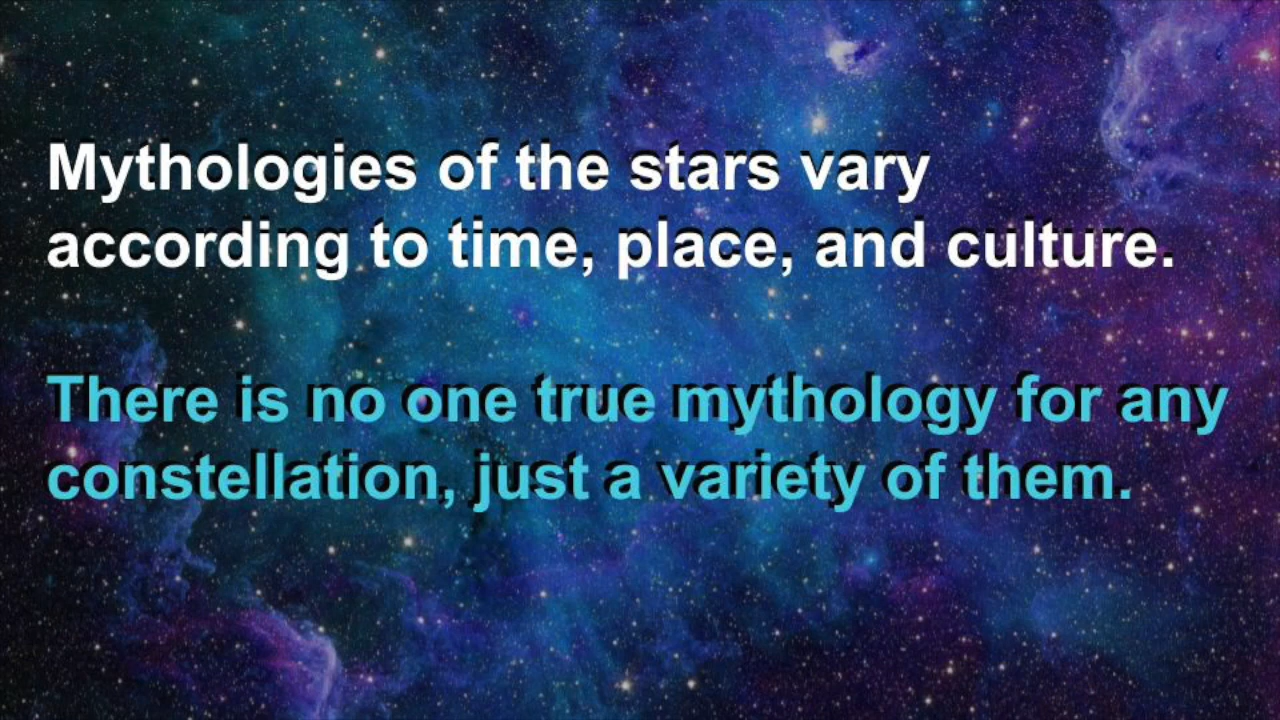 Mythologies of the stars vary
according to time, place, and culture.
There is no one true mythology for any
constellation, just a variety of them.